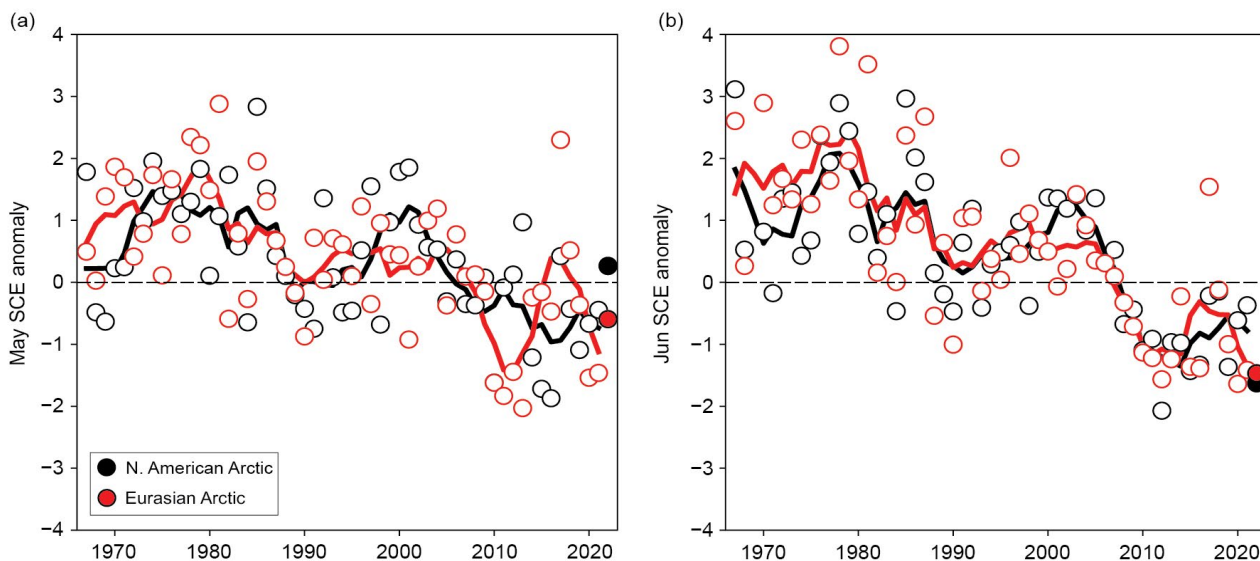 (a)
4
3
2
1
0
−1
−2
−3
−4
May SCE anomaly
N. American Arctic
Eurasian Arctic
1970 1980 1990 2000 2010 2020
(b)
4
3
2
1
0
−1
−2
−3
−4
Jun SCE anomaly
1970 1980 1990 2000 2010 2020